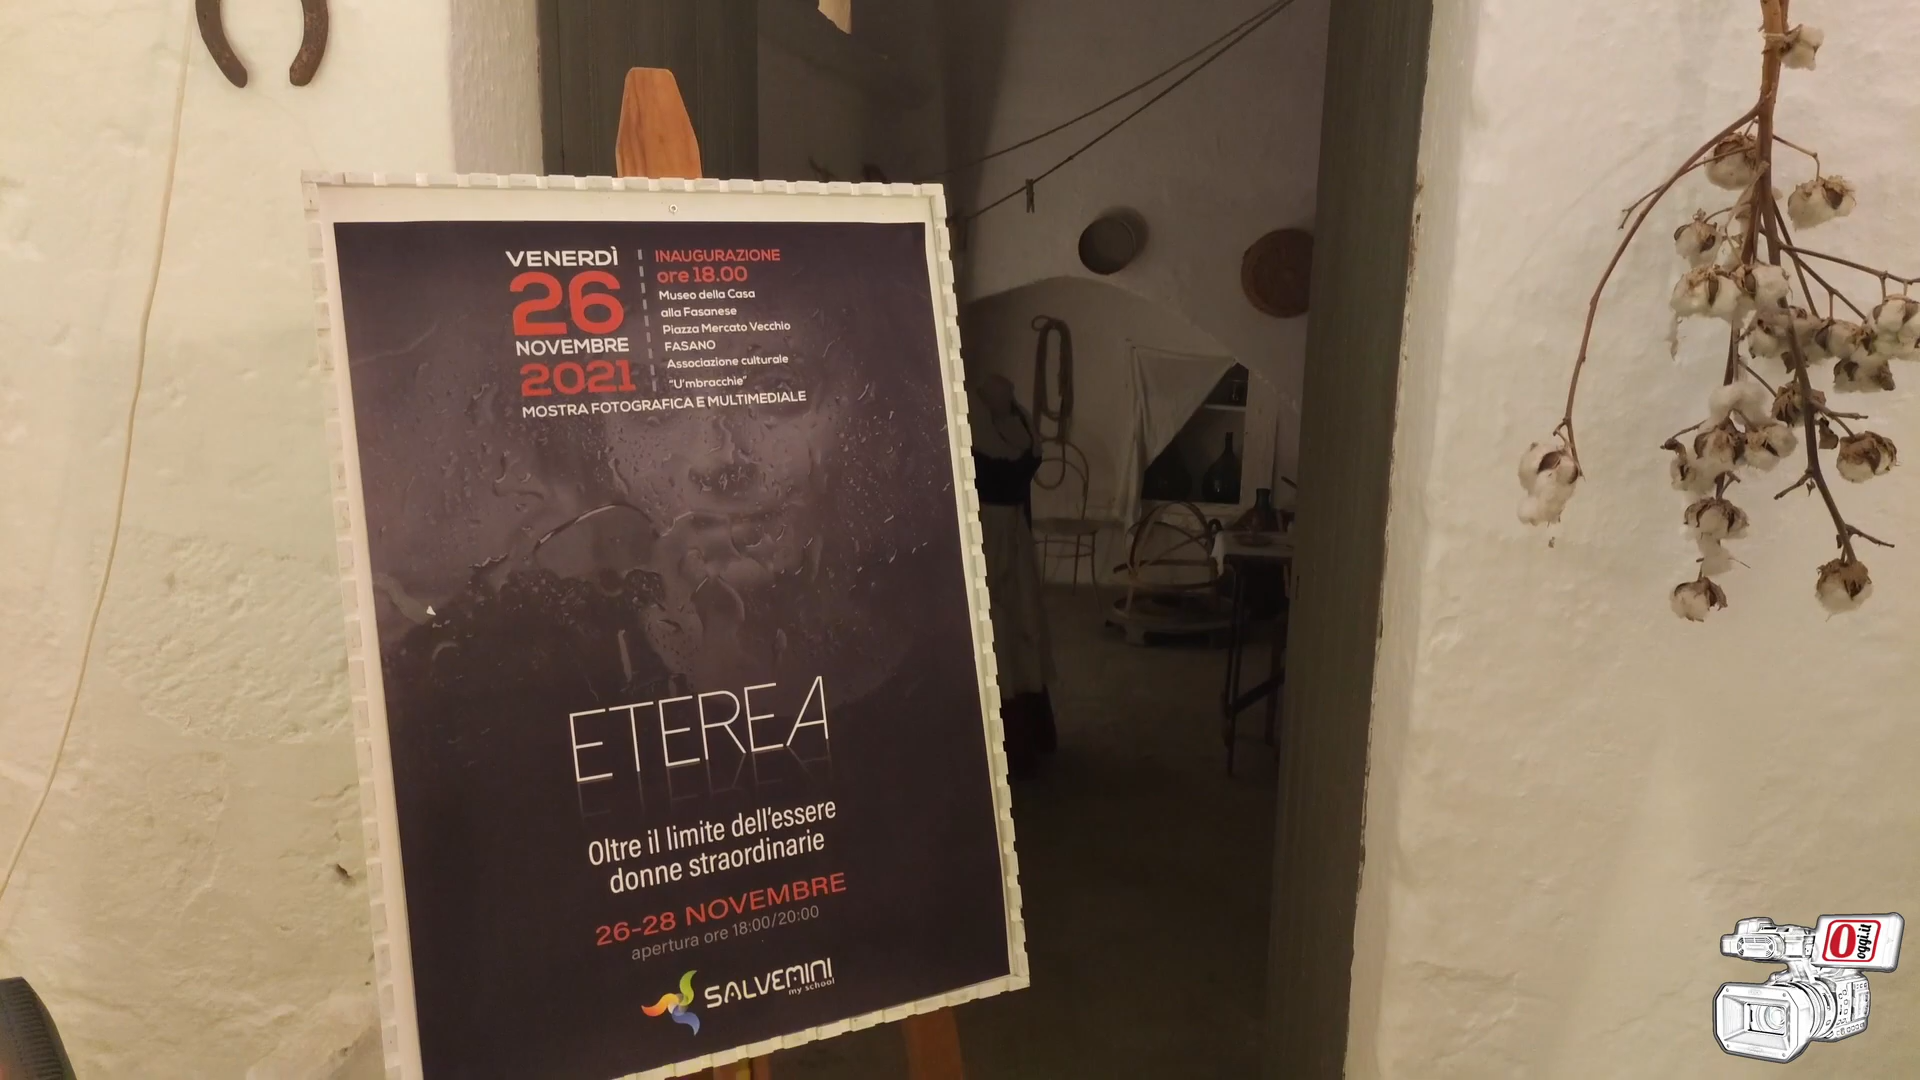 VENERDÌ
26
NOVEMBRE
2021
INAUGURAZIONE
ore 18.00
Museo della Casa
alla Fasanese
Piazza Mercato Vecchio
FASANO
Associazione culturale
"U'mbracchie"
MOSTRA FOTOGRAFICA E MULTIMEDIALE
ETEREA
Oltre il limite dell'essere
donne straordinarie
26-28 NOVEMBRE
apertura ore 18:00/20:00
SALVEMINI
my school
Oggi.it